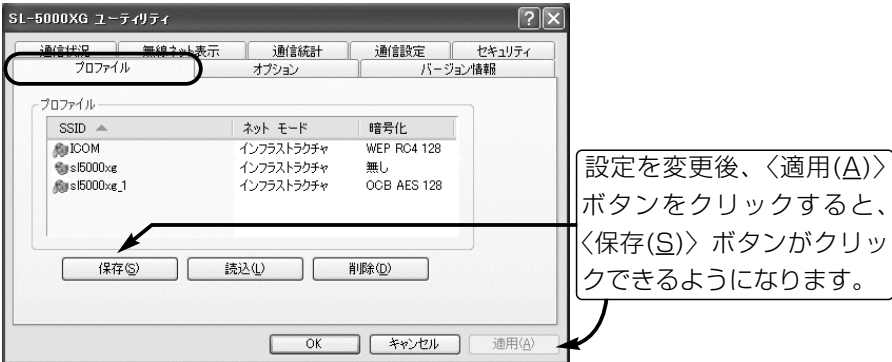 SL-5000XG ユーティリティ
通信状況 無線ネット表示 通信統計 通信設定 セキュリティ
プロファイル オプション バージョン情報
プロファイル
SSID ネット モード 暗号化
ICOM インフラストラクチャ WEP RC4 128
sl5000xg インフラストラクチャ 無し
sl5000xg_1 インフラストラクチャ OCB AES 128
保存(S) 読込(L) 削除(D)
OK キャンセル 適用(A)
設定を変更後、〈適用(A)〉
ボタンをクリックすると、
〈保存(S)〉ボタンがクリッ
クできるようになります。